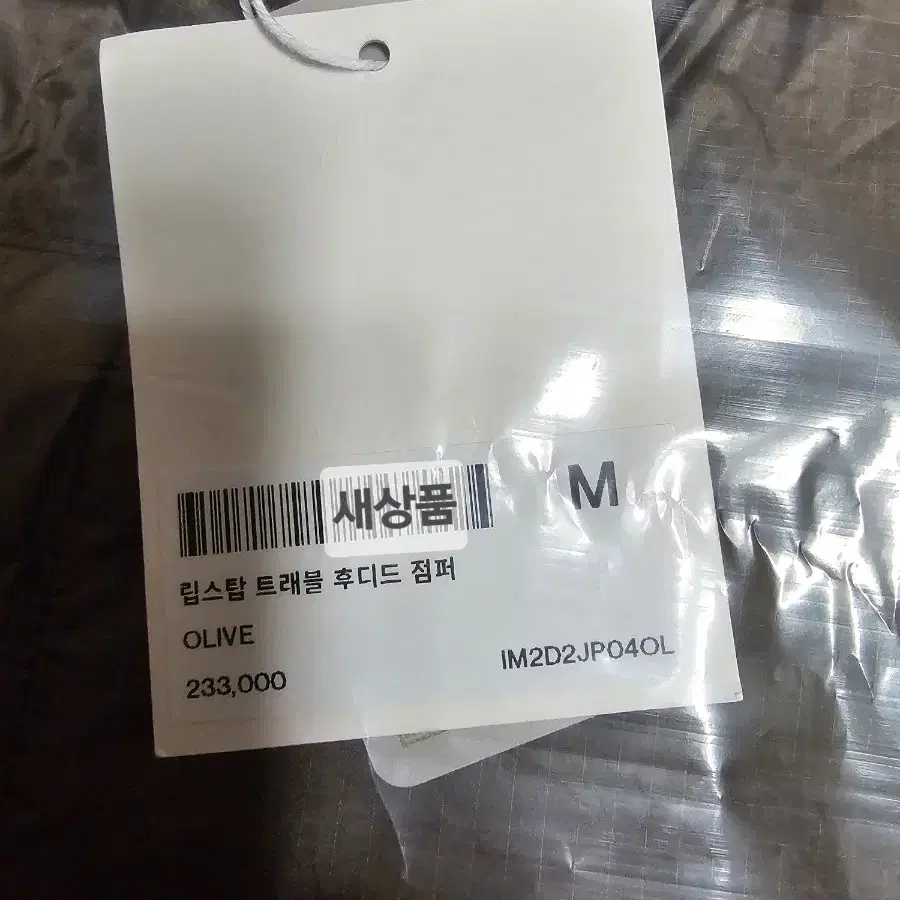 M
새상품
립스탑 트래블 후디드 점퍼
OLIVE
233,000
IM2D2JP04OL